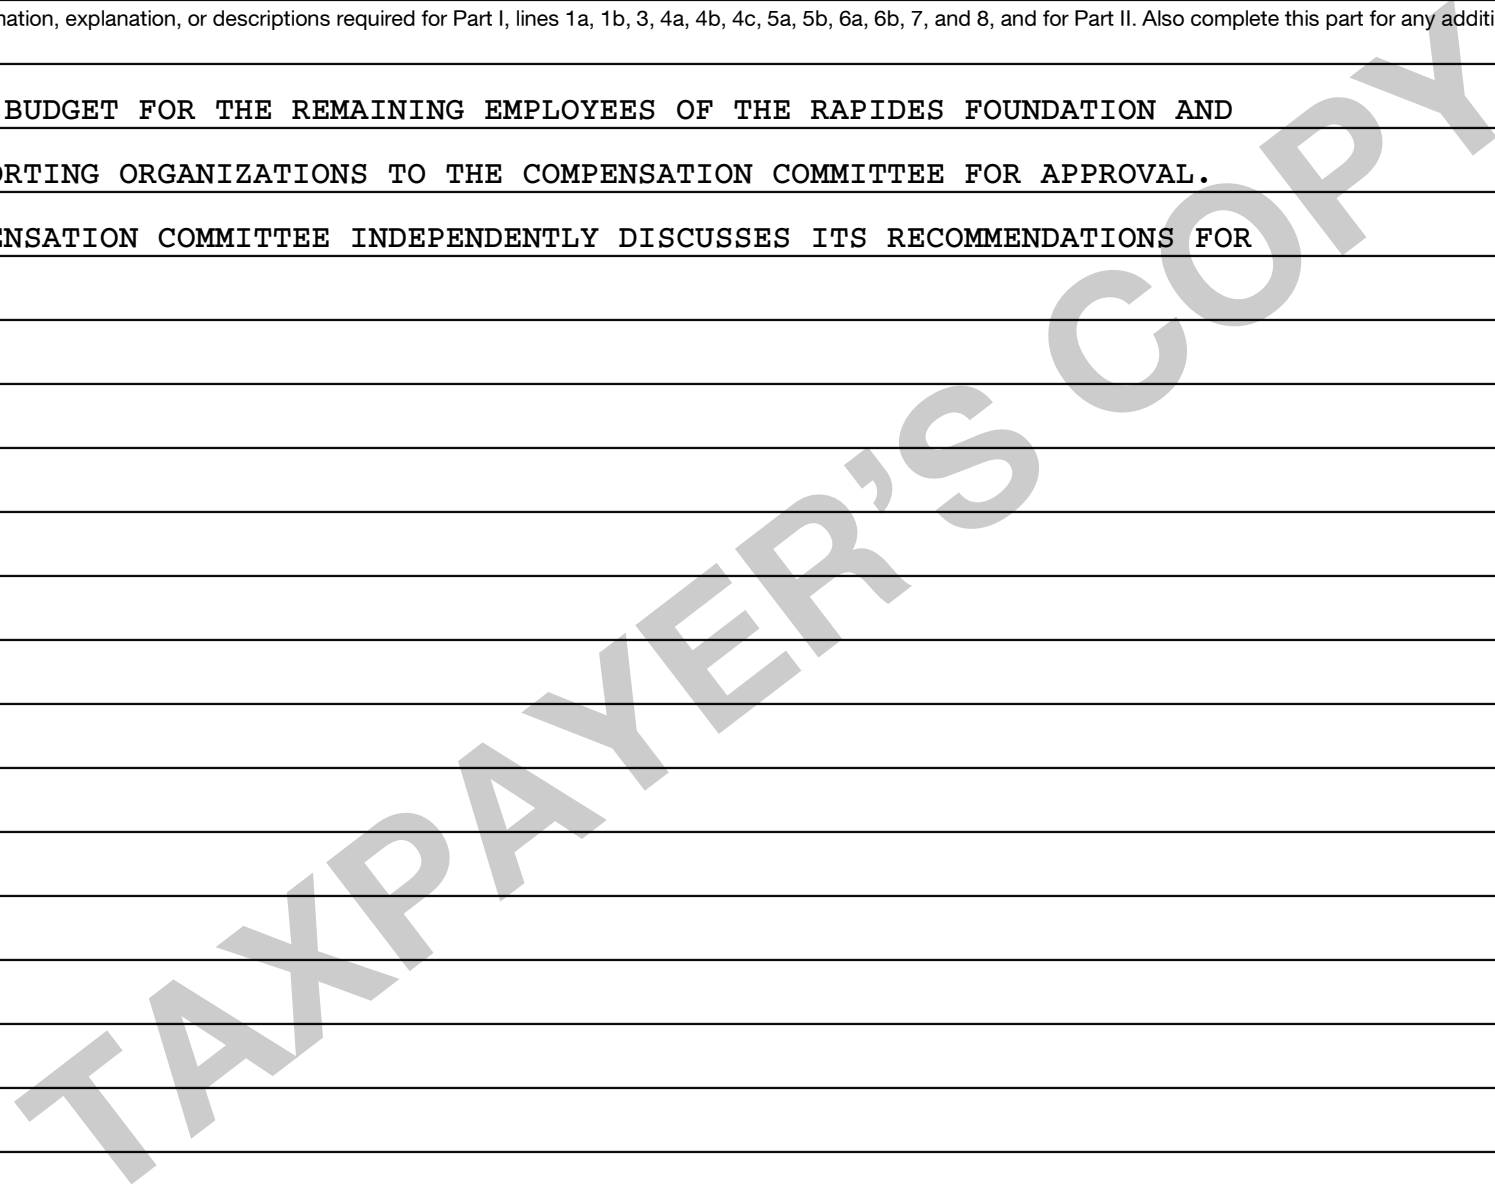 mation, explanation, or descriptions required for Part I, lines 1a, 1b, 3, 4a, 4b, 4c, 5a, 5b, 6a, 6b, 7, and 8, and for Part II. Also complete this part for any additi
BUDGET FOR THE REMAINING EMPLOYEES OF THE RAPIDES FOUNDATION AND
ORTING ORGANIZATIONS TO THE COMPENSATION COMMITTEE FOR APPROVAL.
ENSATION COMMITTEE INDEPENDENTLY DISCUSSES ITS RECOMMENDATIONS FOR
TAXPAYER'S COPY